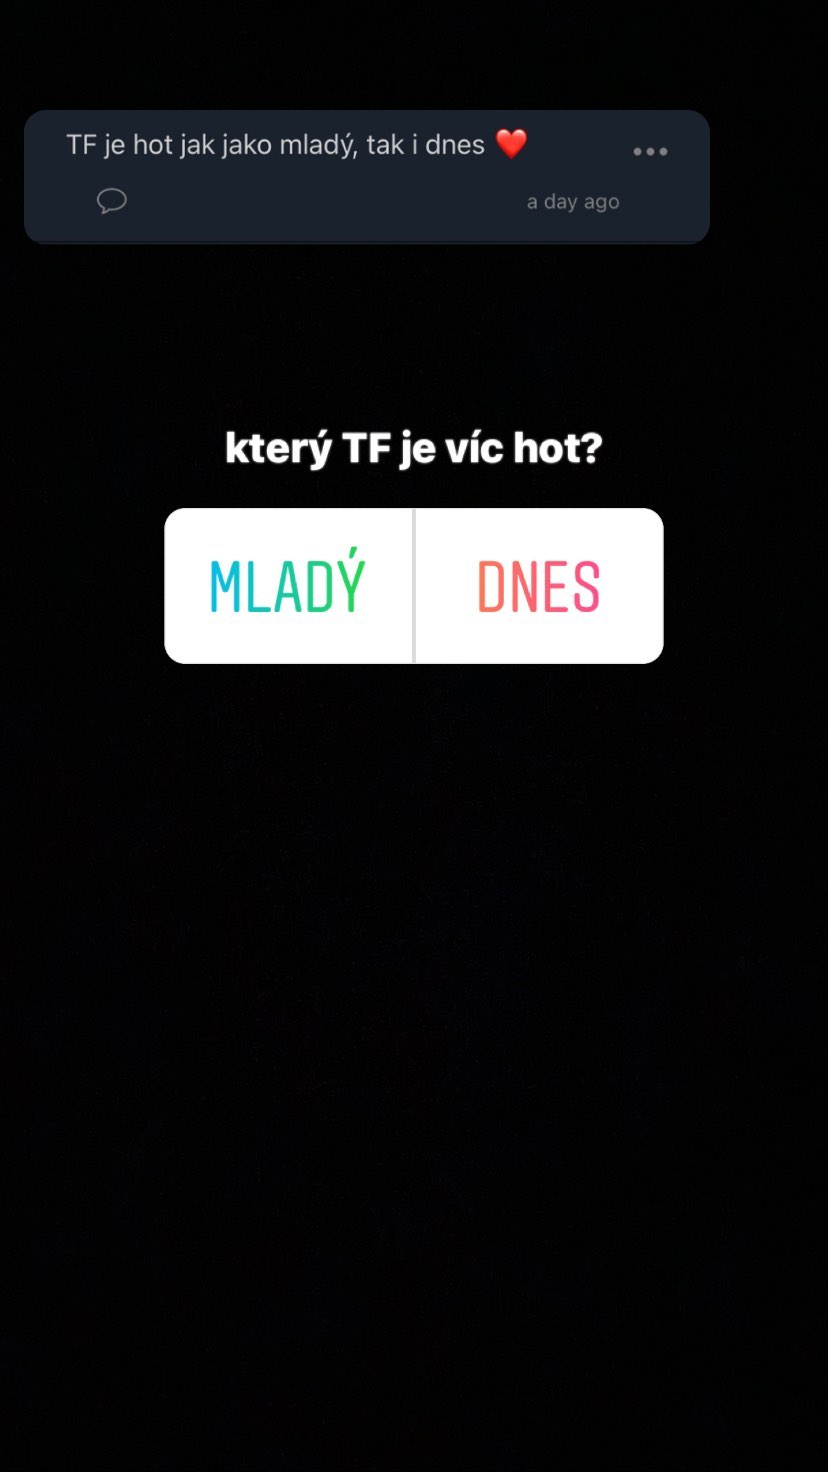 TF je hot jak jako mladý, tak i dnes ❤️
a day ago
který TF je víc hot?
MLADÝ
DNES